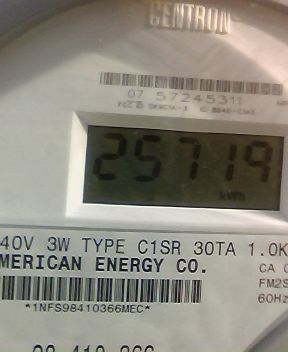 CENTRON
07 57245311
25719
kWh
40V 3W TYPE C1SR 30TA 1.0K
MERICAN ENERGY CO.
CA 0
FM2S
60Hz
*1NFS98410366MEC*